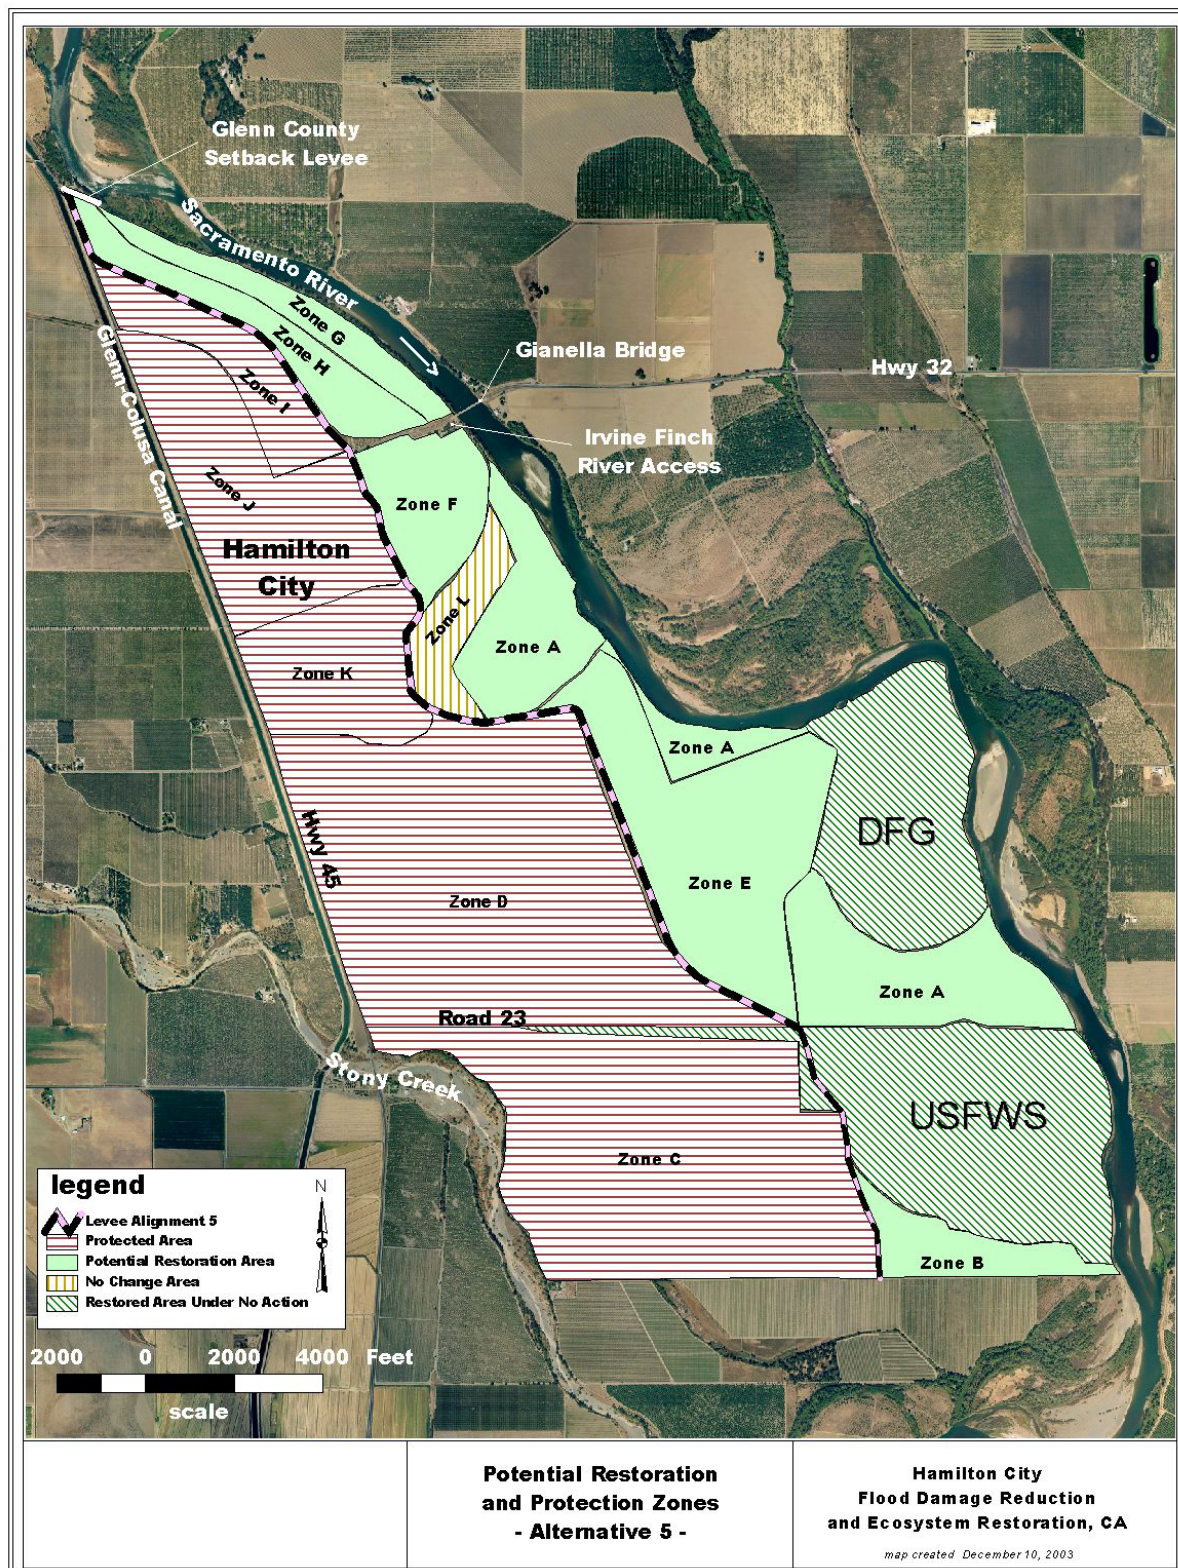 Glenn County
Setback Levee
Sacramento River
Zone G
Zone H
Gianella Bridge
Hwy 32
Glenn-Colusa Canal
Zone I
Irvine Finch
River Access
Zone J
Zone F
Hamilton
City
Zone L
Zone A
Zone K
Zone A
Hwy 45
DFG
Zone E
Zone D
Zone A
Road 23
Stony Creek
USFWS
Zone C
Zone B
legend
N
Levee Alignment 5
Protected Area
Potential Restoration Area
No Change Area
Restored Area Under No Action
2000 0 2000 4000 Feet
scale
Potential Restoration
and Protection Zones
- Alternative 5 -
Hamilton City
Flood Damage Reduction
and Ecosystem Restoration, CA
map created December 10, 2003